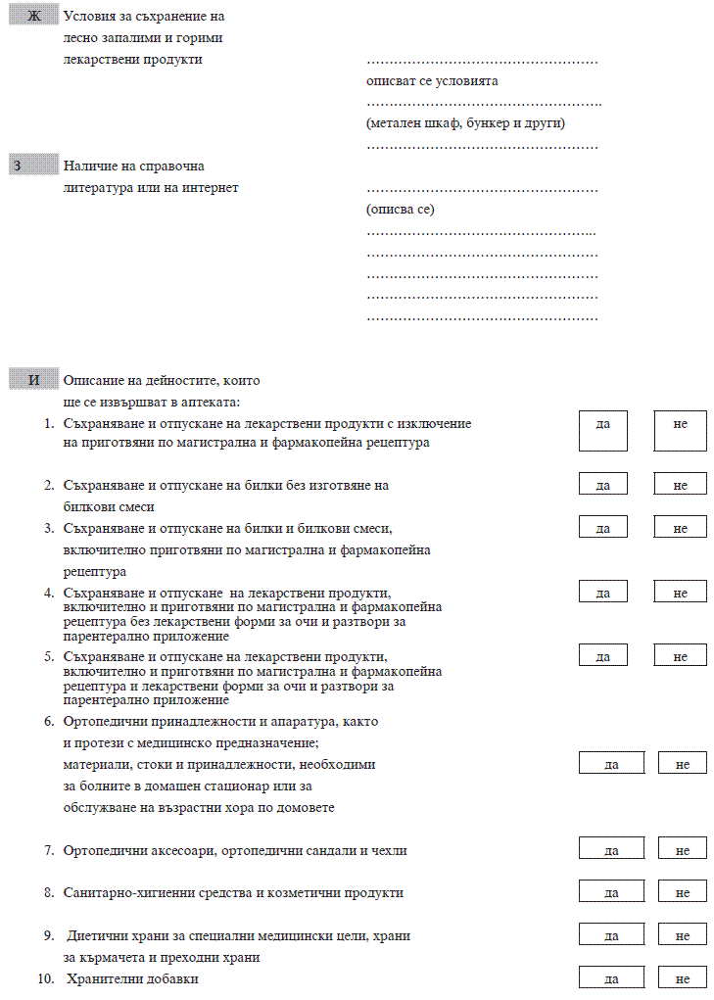 Ж Условия за съхранение на
лесно запалими и горими
лекарствени продукти ……………………………………………
описват се условията
…………………………………………….
(метален шкаф, бункер и други)
……………………………………………
З Наличие на справочна
литература или на интернет ……………………………………………
(описва се)
…………………………………………...
……………………………………………
……………………………………………
……………………………………………
……………………………………………
И Описание на дейностите, които
ще се извършват в аптеката:
1. Съхраняване и отпускане на лекарствени продукти с изключение да не
на приготвяни по магистрална и фармакопейна рецептура
2. Съхраняване и отпускане на билки без изготвяне на да не
билкови смеси
3. Съхраняване и отпускане на билки и билкови смеси, да не
включително приготвяни по магистрална и фармакопейна
рецептура
4. Съхраняване и отпускане на лекарствени продукти, да не
включително и приготвяни по магистрална и фармакопейна
рецептура без лекарствени форми за очи и разтвори за
парентерално приложение
5. Съхраняване и отпускане на лекарствени продукти, да не
включително и приготвяни по магистрална и фармакопейна
рецептура и лекарствени форми за очи и разтвори за
парентерално приложение
6. Ортопедични принадлежности и апаратура, както
и протези с медицинско предназначение;
материали, стоки и принадлежности, необходими да не
за болните в домашен стационар или за
обслужване на възрастни хора по домовете
7. Ортопедични аксесоари, ортопедични сандали и чехли да не
8. Санитарно-хигиенни средства и козметични продукти да не
9. Диетични храни за специални медицински цели, храни да не
за кърмачета и преходни храни
10. Хранителни добавки да не